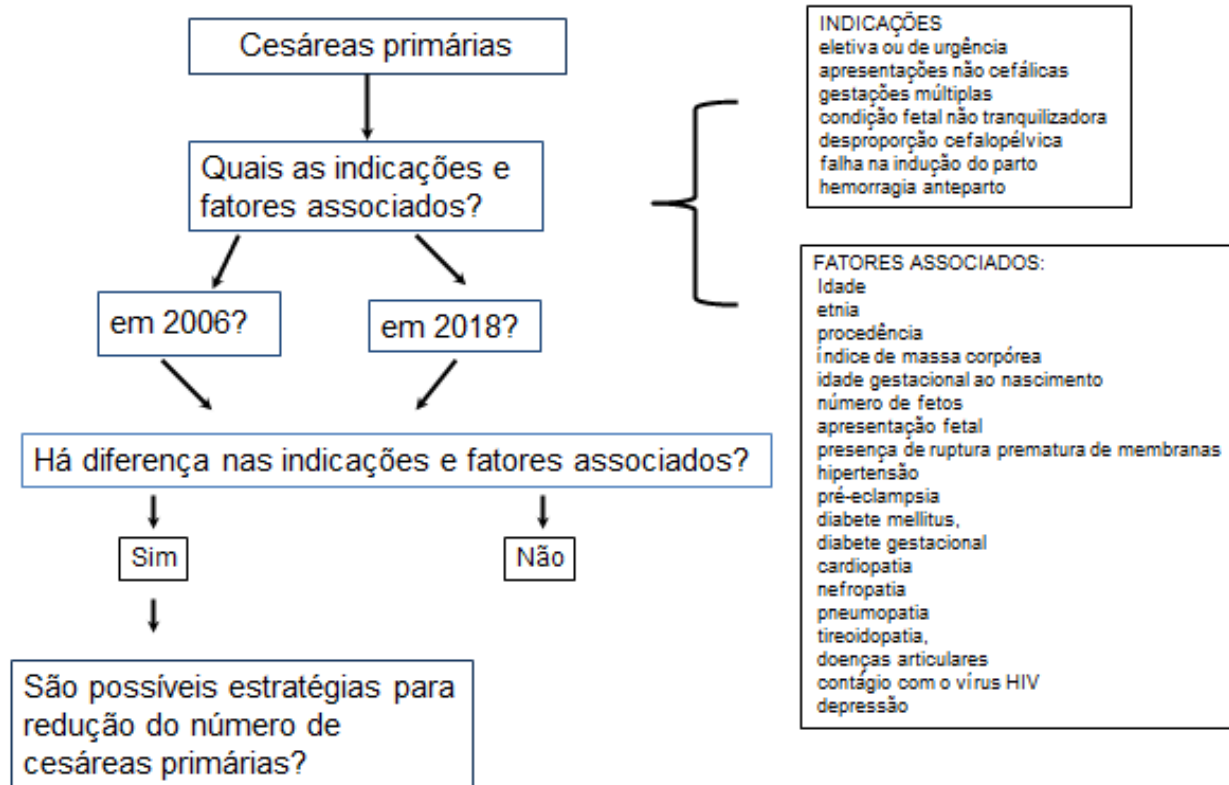 Cesáreas primárias
Quais as indicações e
fatores associados?
em 2006?
em 2018?
Há diferença nas indicações e fatores associados?
Sim
Não
São possíveis estratégias para
redução do número de
cesáreas primárias?
INDICAÇÕES
eletiva ou de urgência
apresentações não cefálicas
gestações múltiplas
condição fetal não tranquilizadora
desproporção cefalopélvica
falha na indução do parto
hemorragia anteparto
FATORES ASSOCIADOS:
Idade
etnia
procedência
índice de massa corpórea
idade gestacional ao nascimento
número de fetos
apresentação fetal
presença de ruptura prematura de membranas
hipertensão
pré-eclampsia
diabete mellitus,
diabete gestacional
cardiopatia
nefropatia
pneumopatia
tireoidopatia,
doenças articulares
contágio com o vírus HIV
depressão